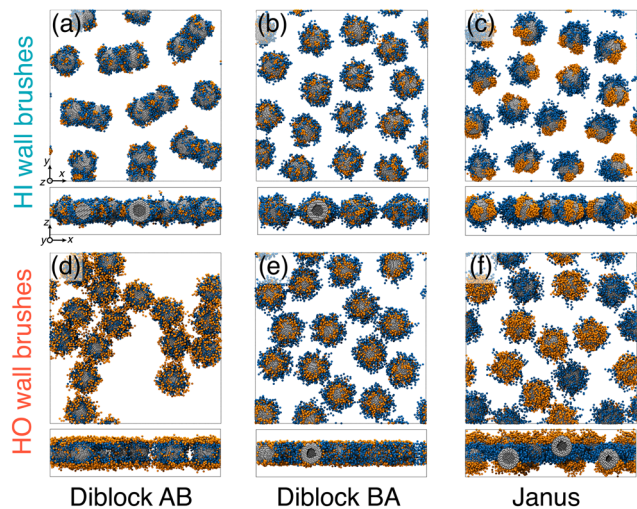 (a) (b) (c)
HI wall brushes
y
z x
z
y x
(d) (e) (f)
HO wall brushes
Diblock AB Diblock BA Janus